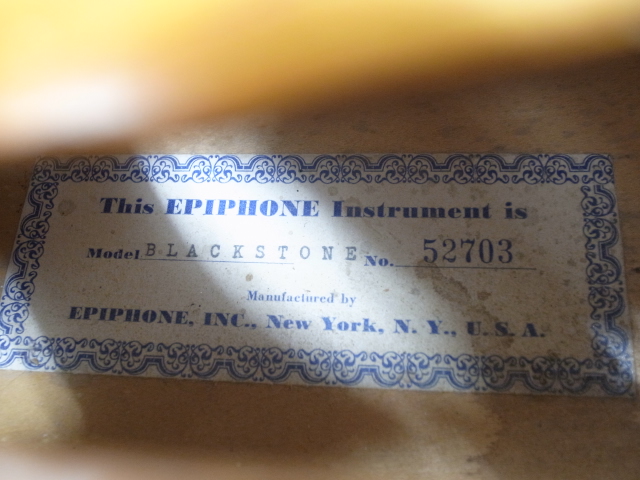 This EPIPHONE Instrument is
Model BLACKSTONE No. 52703
Manufactured by
EPIPHONE, INC., New York, N. Y., U. S. A.